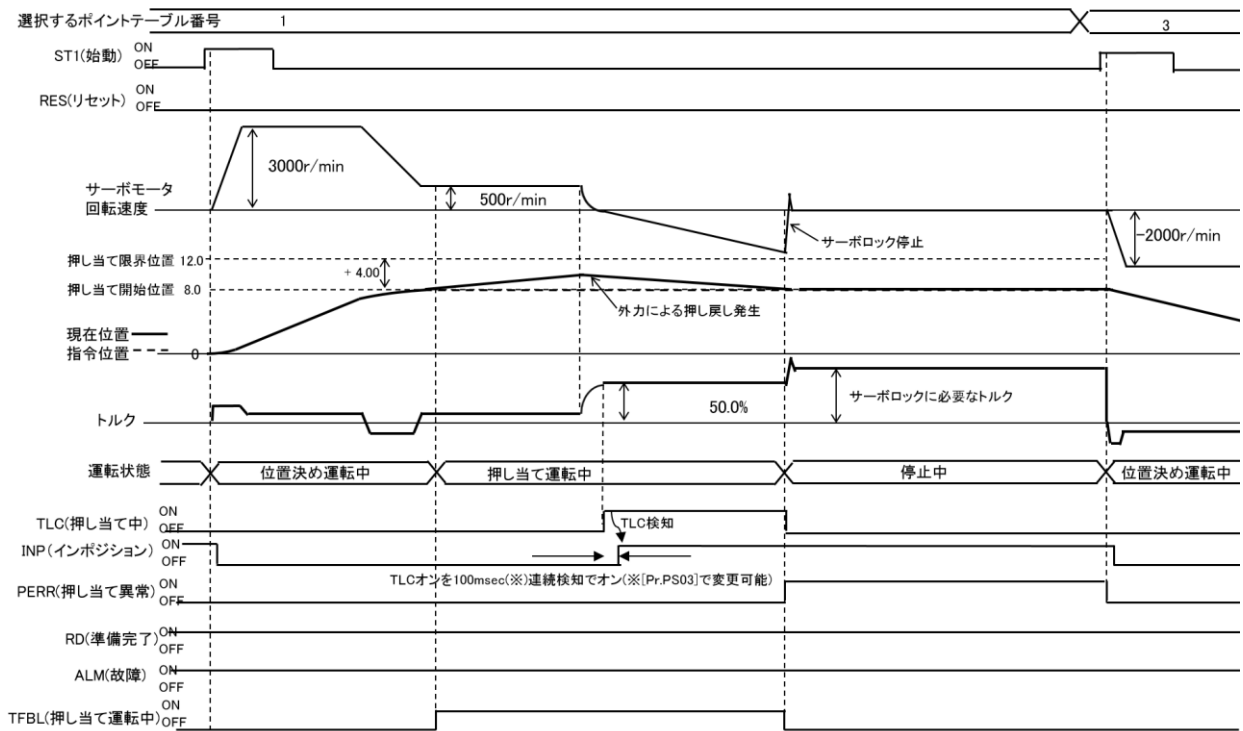 選択するポイントテーブル番号 1 3
ST1(始動) ON
OFF
RES(リセット) ON
OFF
3000r/min
サーボモータ
回転速度
500r/min
サーボロック停止
-2000r/min
押し当て限界位置 12.0
+ 4.00
押し当て開始位置 8.0
外力による押し戻し発生
現在位置
指令位置
0
トルク
50.0%
サーボロックに必要なトルク
運転状態 位置決め運転中 押し当て運転中 停止中 位置決め運転中
TLC(押し当て中) ON
OFF
TLC検知
INP(インポジション) ON
OFF
TLCオンを100msec(※)連続検知でオン(※[Pr.PS03]で変更可能)
PERR(押し当て異常) ON
OFF
RD(準備完了) ON
OFF
ALM(故障) ON
OFF
TFBL(押し当て運転中) ON
OFF